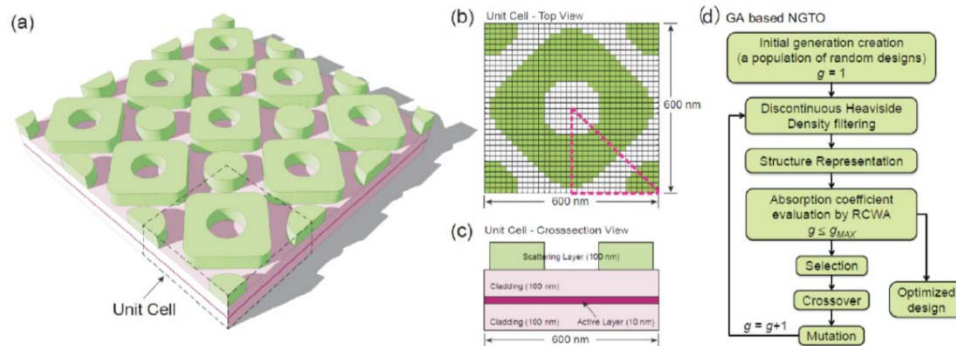 (a)
Unit Cell
(b)
Unit Cell - Top View
600 nm
600 nm
(c)
Unit Cell - Crosssection View
Scattering Layer (100 nm)
Cladding (100 nm)
Cladding (100 nm)
Active Layer (10 nm)
600 nm
(d) GA based NGTO
Initial generation creation
(a population of random designs)
g = 1
Discontinuous Heaviside
Density filtering
Structure Representation
Absorption coefficient
evaluation by RCWA
g ≤ gMAX
Selection
Crossover
Mutation
g = g+1
Optimized
design